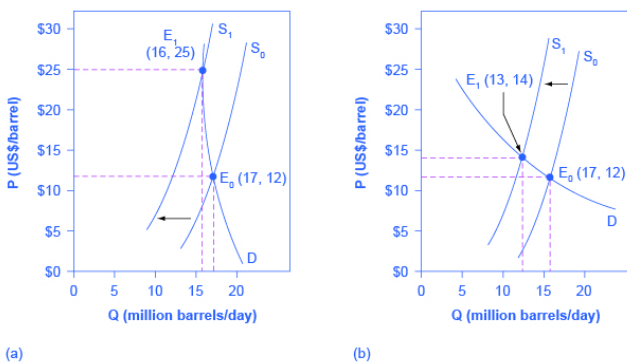 $30
$25
$20
$15
$10
$5
$0
P (US$/barrel)
E1
(16, 25)
S1
S0
E0 (17, 12)
D
0 5 10 15 20
Q (million barrels/day)
(a)
$30
$25
$20
$15
$10
$5
$0
P (US$/barrel)
S1
S0
E1 (13, 14)
E0 (17, 12)
D
0 5 10 15 20
Q (million barrels/day)
(b)